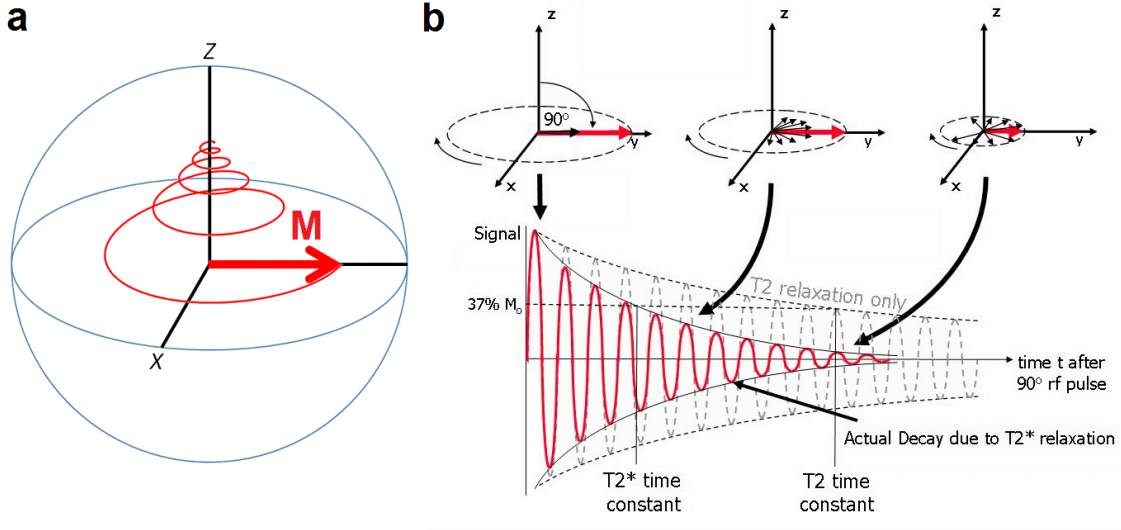 a
b
Z
M
X
z
90°
y
x
z
y
x
z
y
x
Signal
37% M₀
T2 relaxation only
time t after
90° rf pulse
Actual Decay due to T2* relaxation
T2* time
constant
T2 time
constant